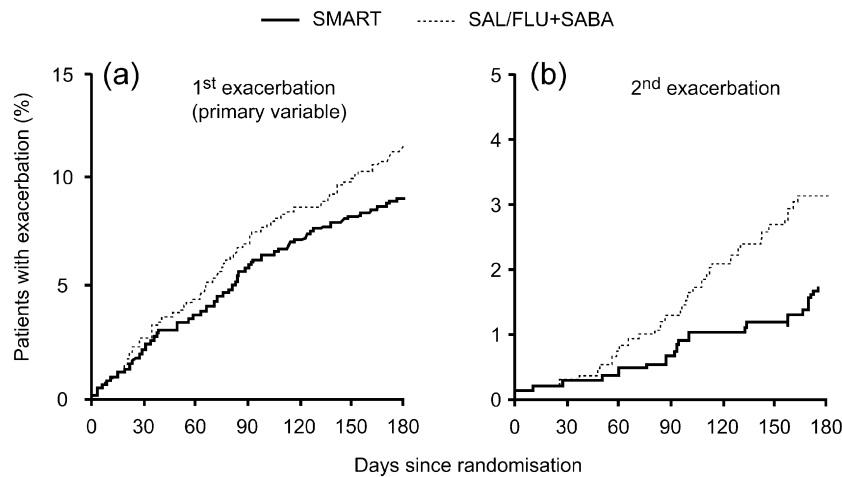 SMART SAL/FLU+SABA
(a)
1st exacerbation
(primary variable)
(b)
2nd exacerbation
Patients with exacerbation (%)
15
10
5
0
0 30 60 90 120 150 180
5
4
3
2
1
0
0 30 60 90 120 150 180
Days since randomisation